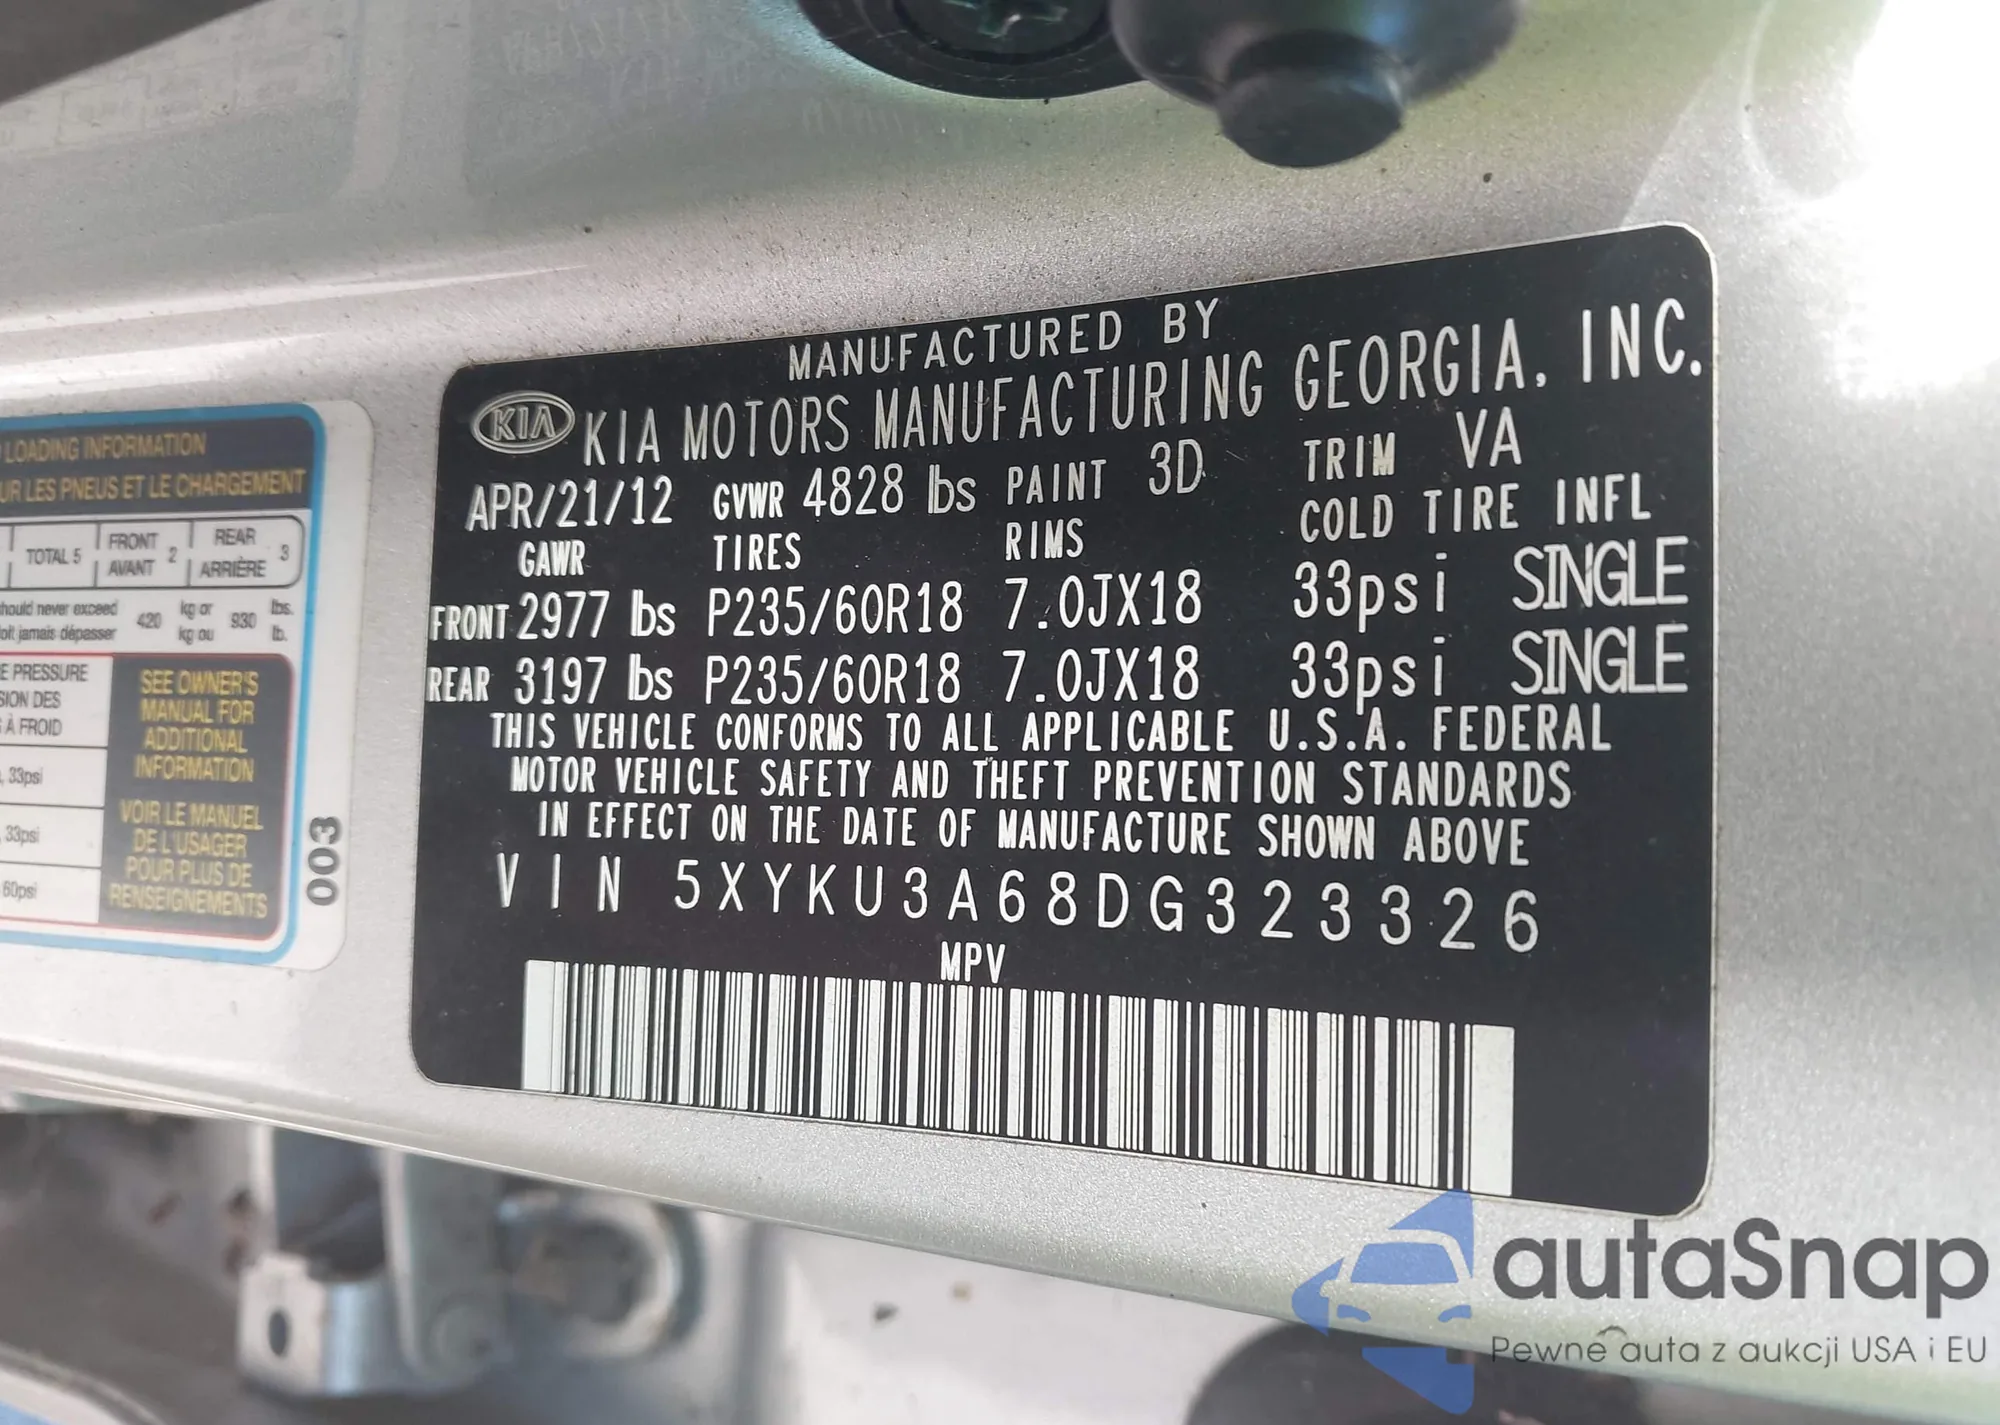 LOADING INFORMATION
UR LES PNEUS ET LE CHARGEMENT
TOTAL 5 FRONT AVANT 2 REAR ARRIÈRE 3
should never exceed 420 kg or 930 lbs.
doit jamais dépasser kg ou lb.
E PRESSURE
SION DES
À FROID
, 33psi
, 33psi
60psi
SEE OWNER'S
MANUAL FOR
ADDITIONAL
INFORMATION
VOIR LE MANUEL
DE L'USAGER
POUR PLUS DE
RENSEIGNEMENTS
003
MANUFACTURED BY
KIA KIA MOTORS MANUFACTURING GEORGIA, INC.
APR/21/12 GVWR 4828 lbs PAINT 3D TRIM VA
GAWR TIRES RIMS COLD TIRE INFL
FRONT 2977 lbs P235/60R18 7.0JX18 33psi SINGLE
REAR 3197 lbs P235/60R18 7.0JX18 33psi SINGLE
THIS VEHICLE CONFORMS TO ALL APPLICABLE U.S.A. FEDERAL
MOTOR VEHICLE SAFETY AND THEFT PREVENTION STANDARDS
IN EFFECT ON THE DATE OF MANUFACTURE SHOWN ABOVE
VIN 5XYKU3A68DG323326
MPV
autaSnap
Pewne auta z aukcji USA i EU